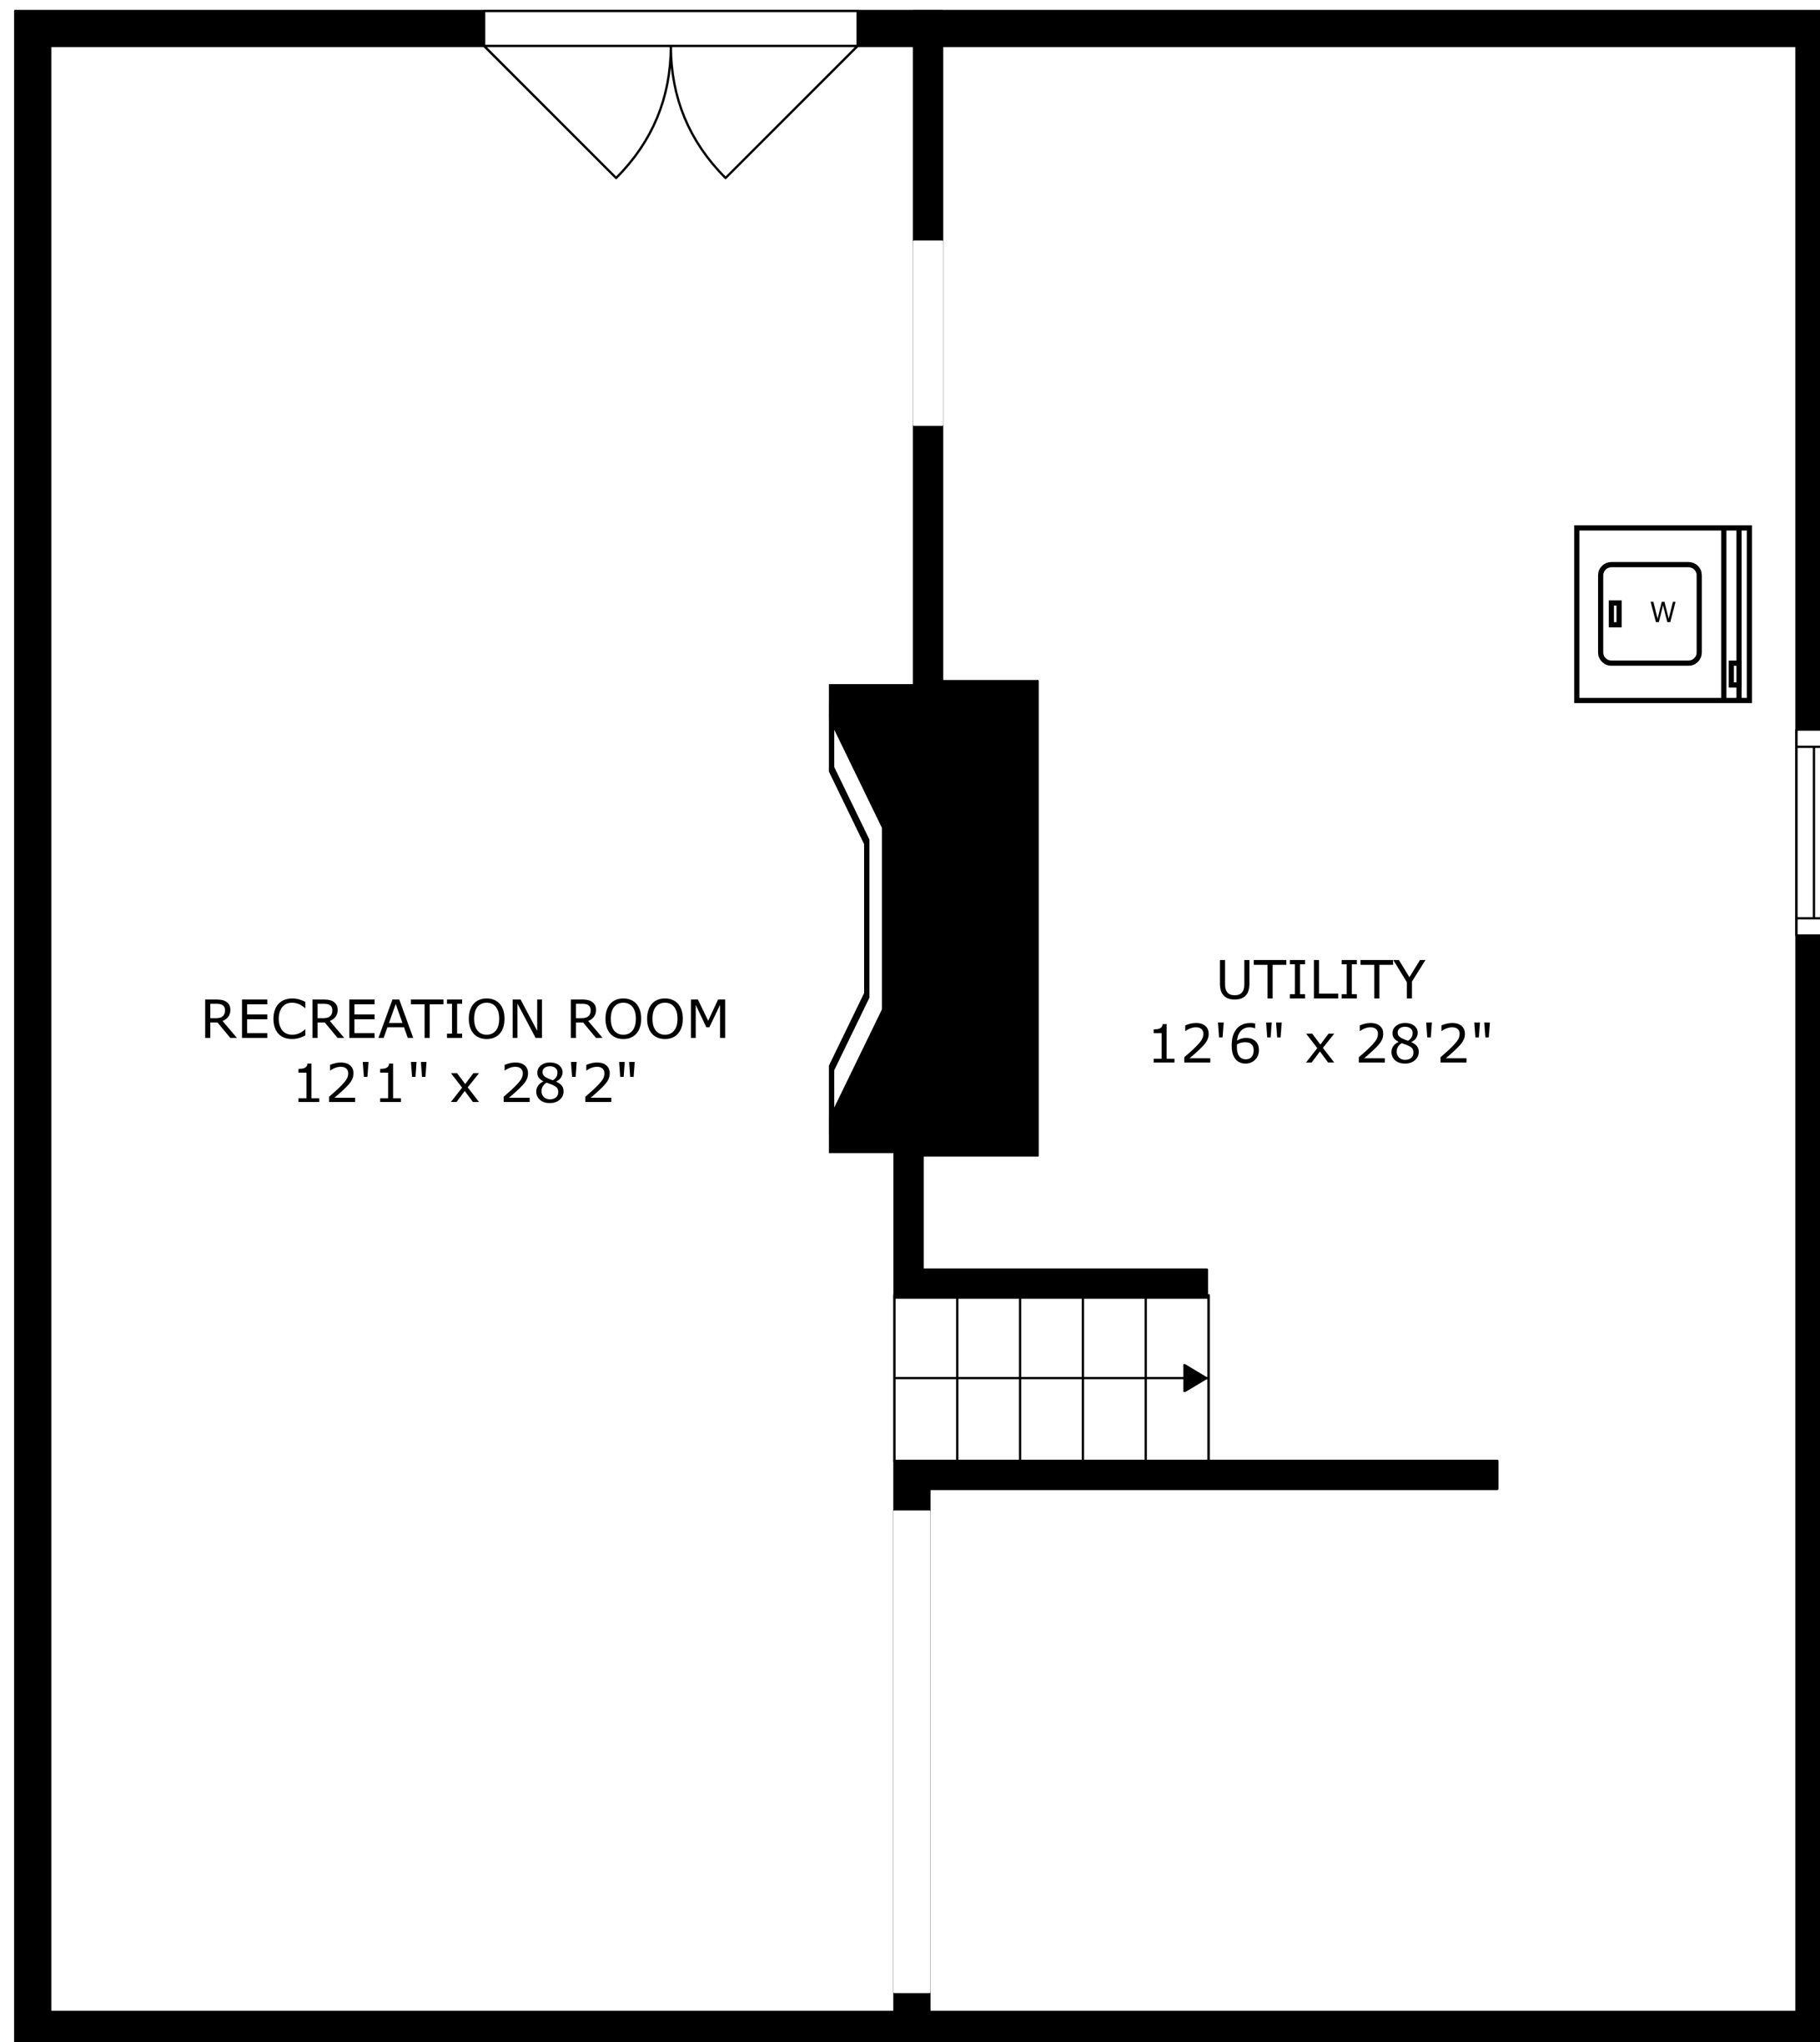 W
UTILITY
12'6" x 28'2"
RECREATION ROOM
12'1" x 28'2"